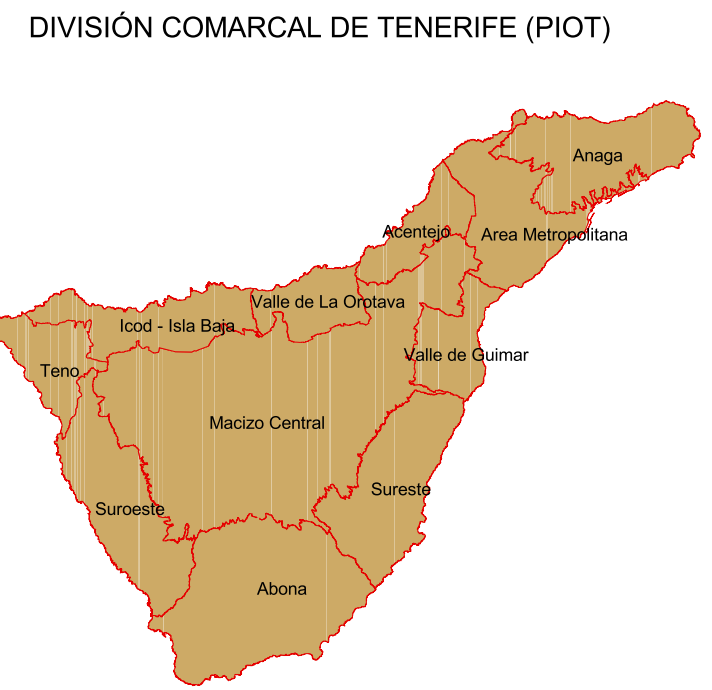 DIVISIÓN COMARCAL DE TENERIFE (PIOT)
Anaga
Acentejo
Area Metropolitana
Valle de La Orotava
Icod - Isla Baja
Valle de Guimar
Teno
Macizo Central
Sureste
Suroeste
Abona